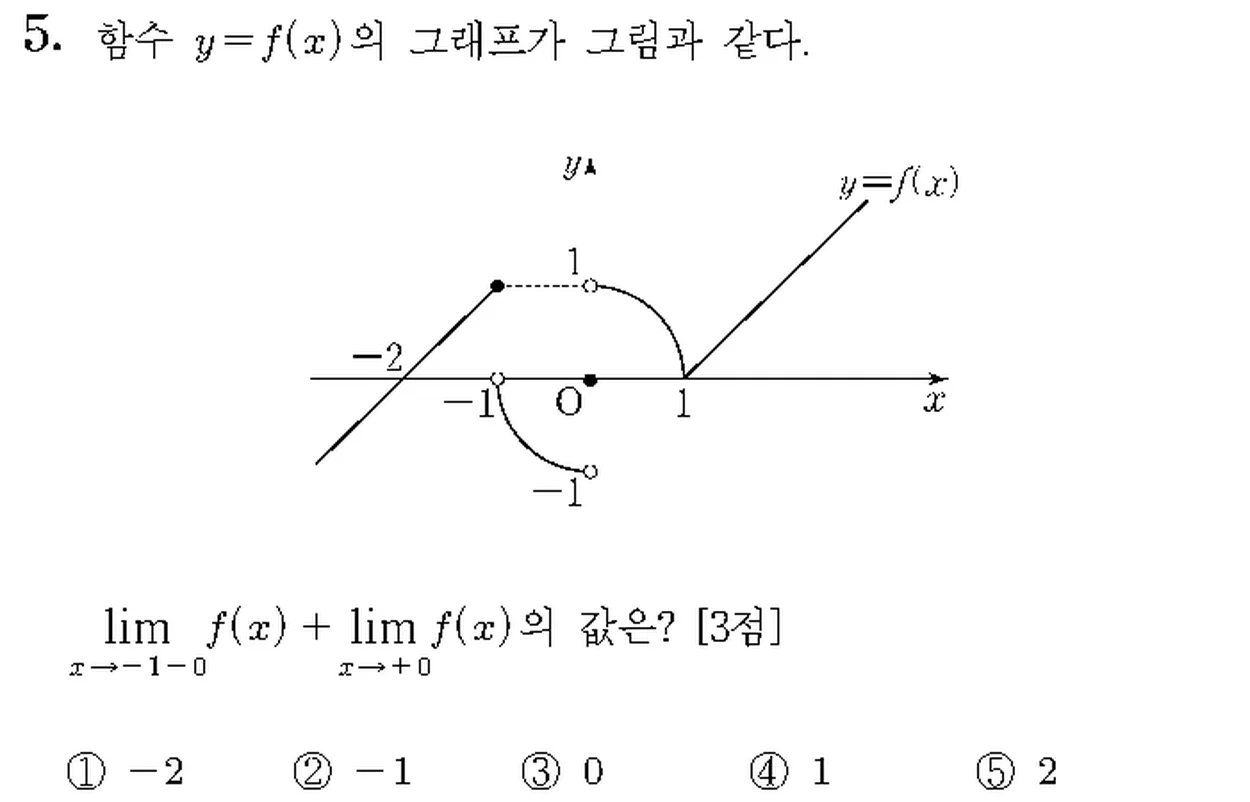 5. 함수 y=f(x)의 그래프가 그림과 같다.
y
y=f(x)
1
-2
-1 O 1 x
-1
lim f(x) + lim f(x)의 값은? [3점]
x→-1-0 x→+0
① -2 ② -1 ③ 0 ④ 1 ⑤ 2